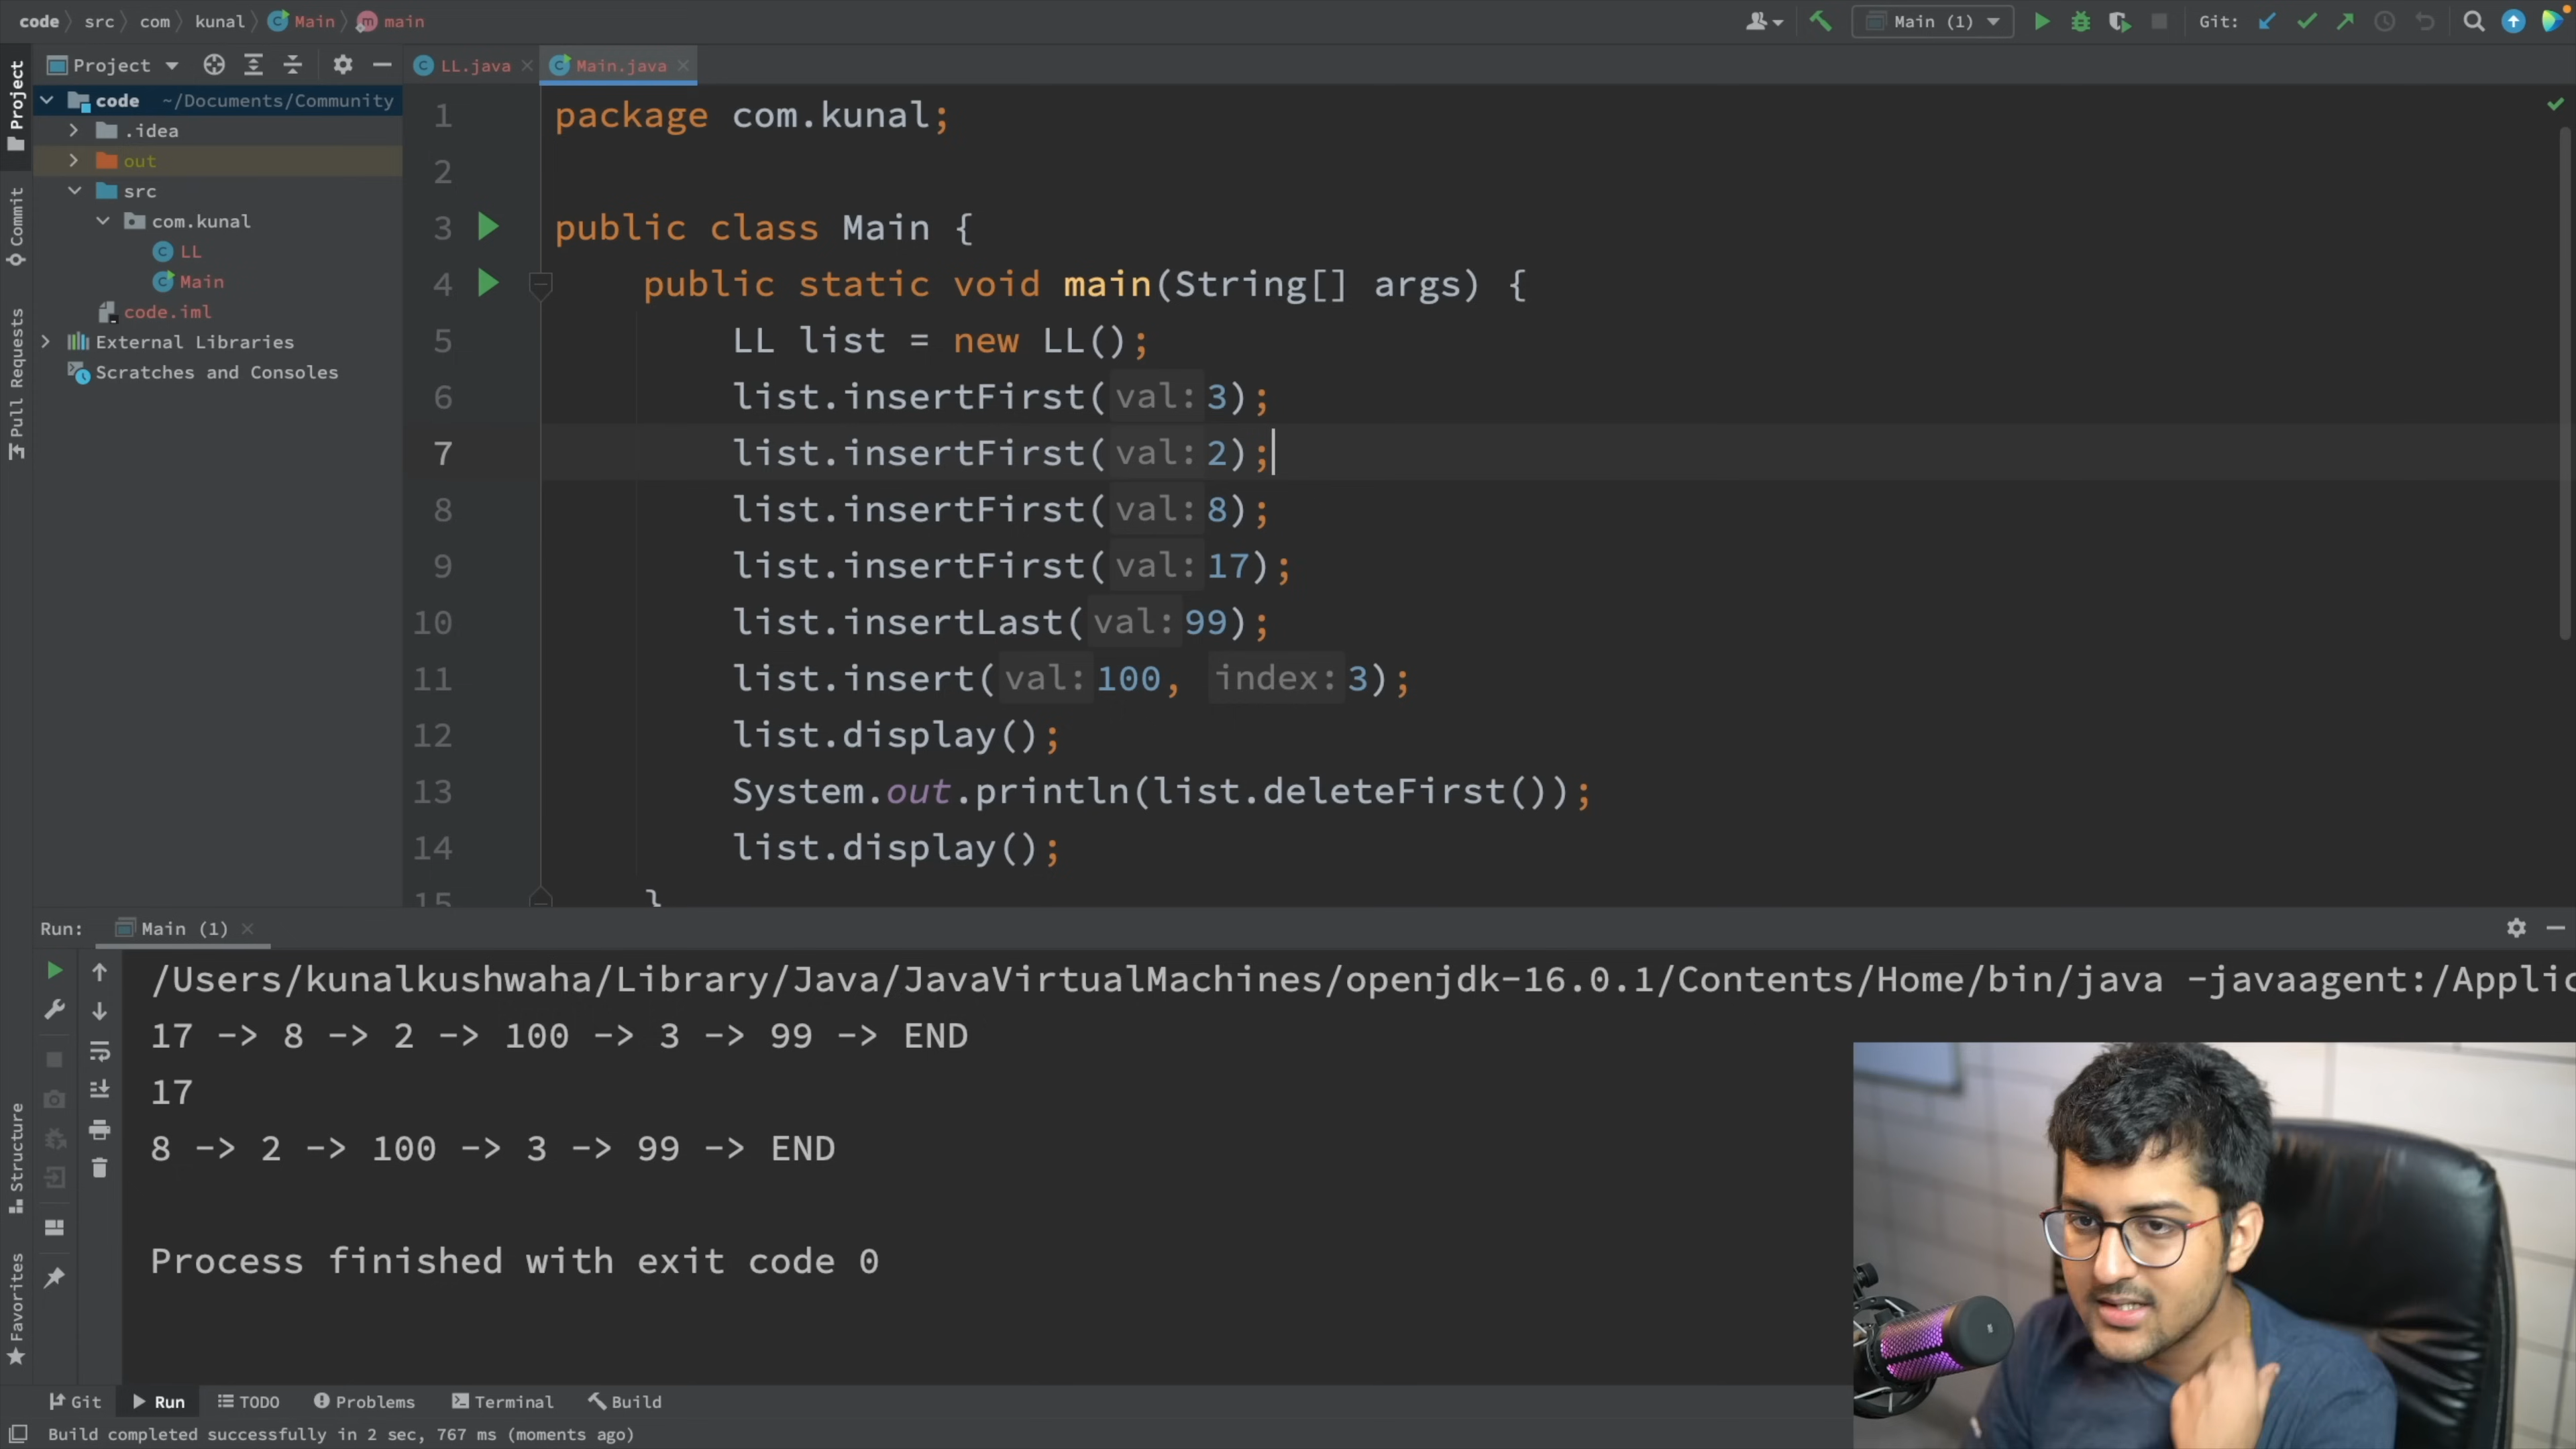 code src com kunal Main main
Main (1) Git:
Project LL.java Main.java
code ~/Documents/Community
.idea
out
src
com.kunal
LL
Main
code.iml
External Libraries
Scratches and Consoles
Project
Commit
Pull Requests
Structure
Favorites
1 package com.kunal;
2
3 public class Main {
4 public static void main(String[] args) {
5 LL list = new LL();
6 list.insertFirst( val: 3);
7 list.insertFirst( val: 2);
8 list.insertFirst( val: 8);
9 list.insertFirst( val: 17);
10 list.insertLast( val: 99);
11 list.insert( val: 100, index: 3);
12 list.display();
13 System.out.println(list.deleteFirst());
14 list.display();
15 }
Run: Main (1)
/Users/kunalkushwaha/Library/Java/JavaVirtualMachines/openjdk-16.0.1/Contents/Home/bin/java -javaagent:/Applic
17 -> 8 -> 2 -> 100 -> 3 -> 99 -> END
17
8 -> 2 -> 100 -> 3 -> 99 -> END
Process finished with exit code 0
Git Run TODO Problems Terminal Build
Build completed successfully in 2 sec, 767 ms (moments ago)